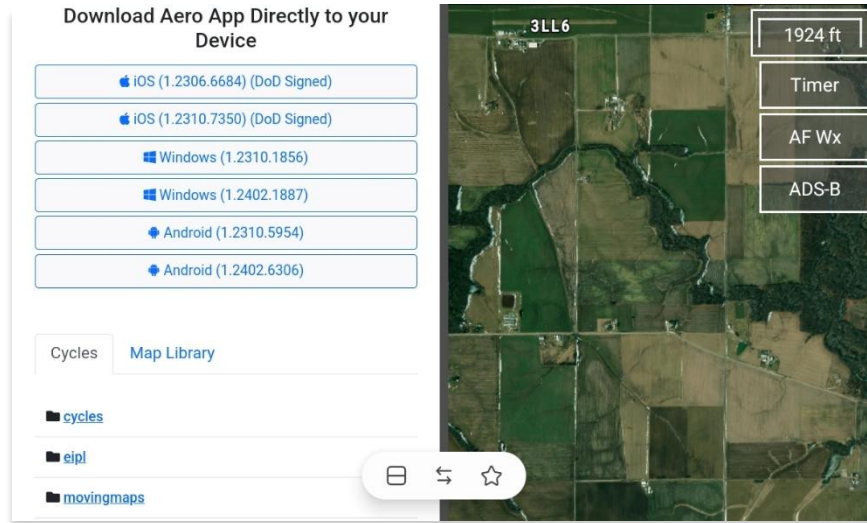 Download Aero App Directly to your
Device
iOS (1.2306.6684) (DoD Signed)
iOS (1.2310.7350) (DoD Signed)
Windows (1.2310.1856)
Windows (1.2402.1887)
Android (1.2310.5954)
Android (1.2402.6306)
Cycles Map Library
cycles
eipl
movingmaps
3LL6
1924 ft
Timer
AF Wx
ADS-B